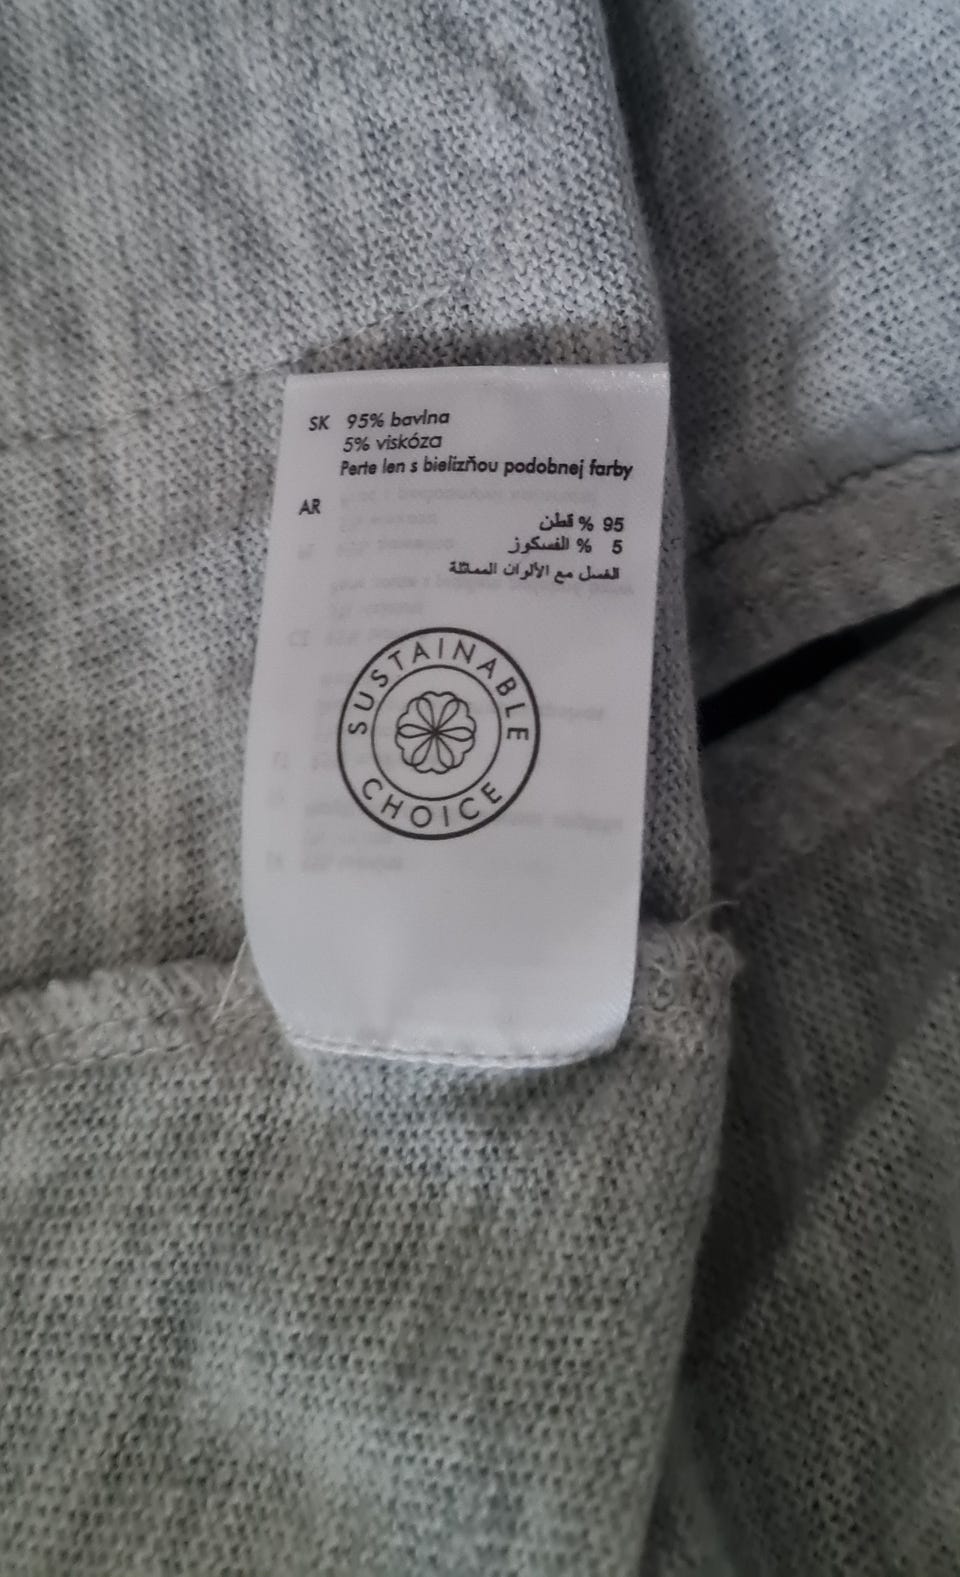 SK 95% bavlna
5% viskóza
Perte len s bielizňou podobnej farby
AR
95 % قطن
5 % الفسكوز
الغسل مع الألوان المماثلة
SUSTAINABLE
CHOICE